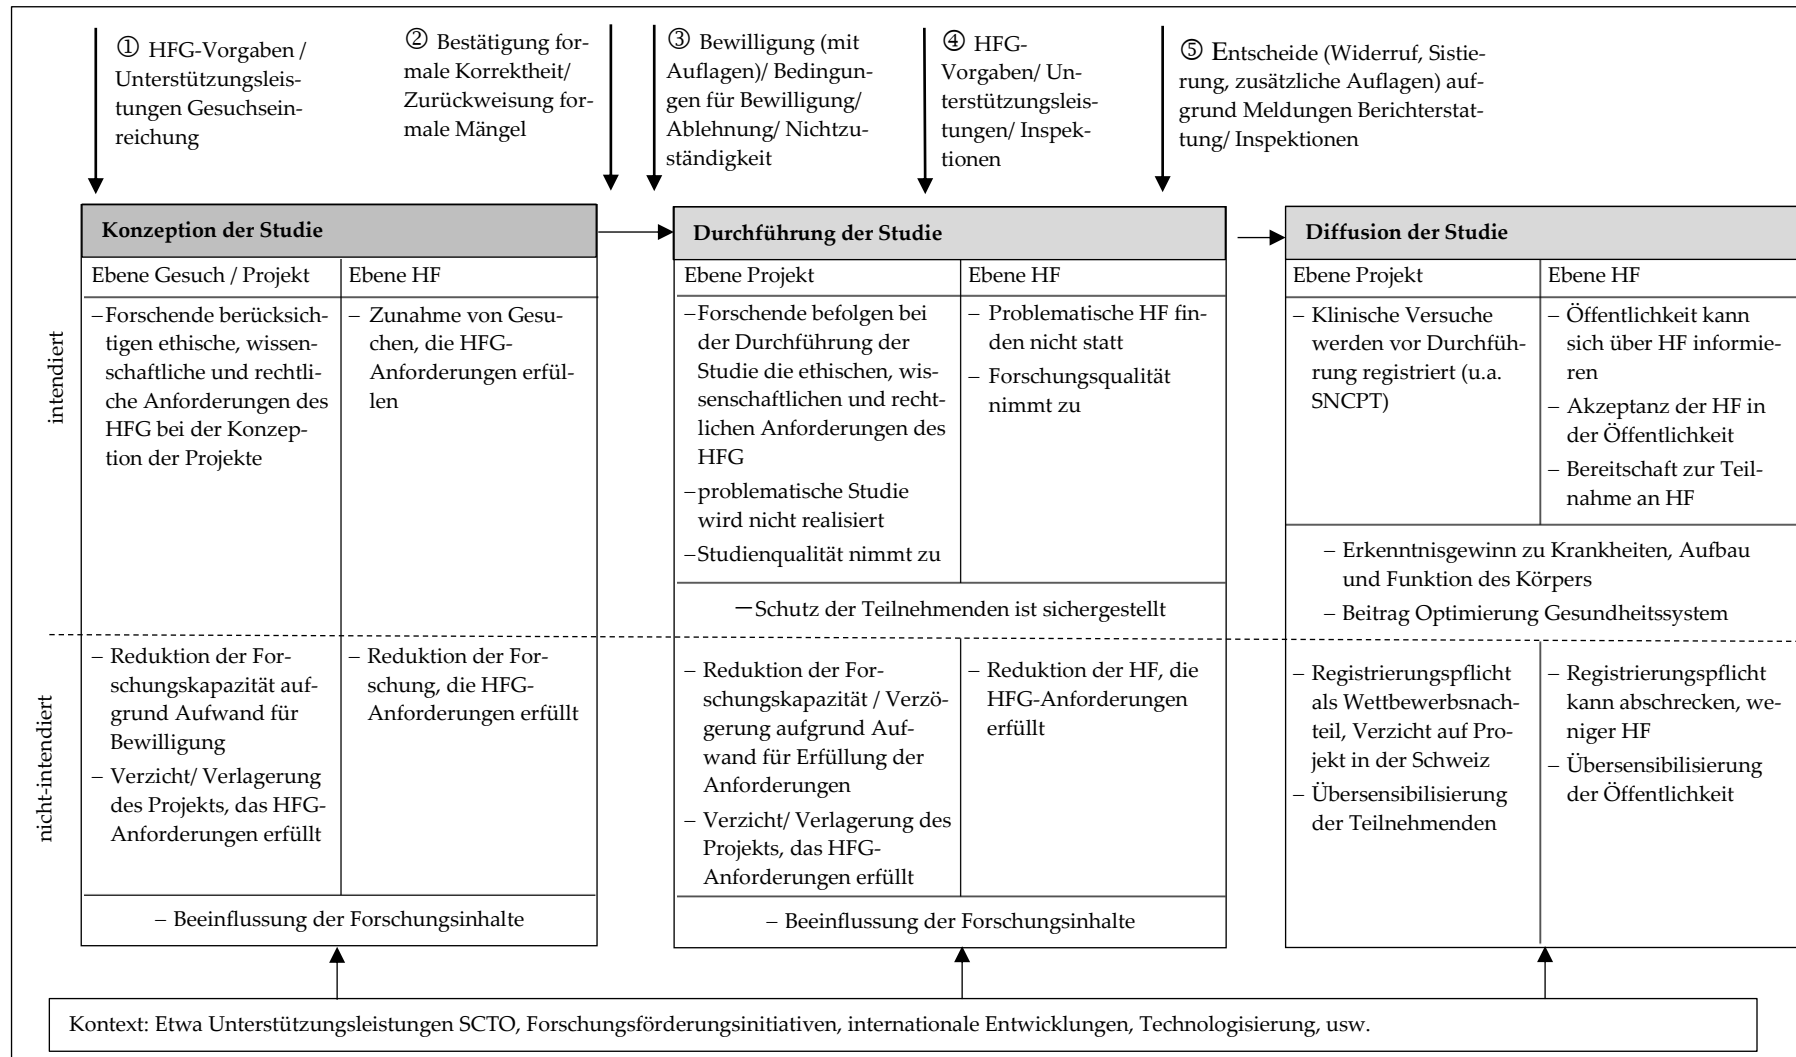 ① HFG-Vorgaben /
Unterstützungsleis-
tungen Gesuchsein-
reichung
② Bestätigung for-
male Korrektheit/
Zurückweisung for-
male Mängel
③ Bewilligung (mit
Auflagen)/ Bedingun-
gen für Bewilligung/
Ablehnung/ Nichtzu-
ständigkeit
④ HFG-
Vorgaben/ Un-
terstützungsleis-
tungen/ Inspek-
tionen
⑤ Entscheide (Widerruf, Sistie-
rung, zusätzliche Auflagen) auf-
grund Meldungen Berichterstat-
tung/ Inspektionen
intendiert
nicht-intendiert
Konzeption der Studie
Ebene Gesuch / Projekt
– Forschende berücksich-
tigen ethische, wissen-
schaftliche und rechtli-
che Anforderungen des
HFG bei der Konzep-
tion der Projekte
Ebene HF
– Zunahme von Gesu-
chen, die HFG-
Anforderungen erfül-
len
– Reduktion der For-
schungskapazität auf-
grund Aufwand für
Bewilligung
– Verzicht/ Verlagerung
des Projekts, das HFG-
Anforderungen erfüllt
– Reduktion der For-
schung, die HFG-
Anforderungen erfüllt
– Beeinflussung der Forschungsinhalte
Durchführung der Studie
Ebene Projekt
– Forschende befolgen bei
der Durchführung der
Studie die ethischen, wis-
senschaftlichen und recht-
lichen Anforderungen des
HFG
– problematische Studie
wird nicht realisiert
– Studienqualität nimmt zu
Ebene HF
– Problematische HF fin-
den nicht statt
– Forschungsqualität
nimmt zu
– Schutz der Teilnehmenden ist sichergestellt
– Reduktion der For-
schungskapazität / Verzö-
gerung aufgrund Auf-
wand für Erfüllung der
Anforderungen
– Verzicht/ Verlagerung des
Projekts, das HFG-
Anforderungen erfüllt
– Reduktion der HF, die
HFG-Anforderungen
erfüllt
– Beeinflussung der Forschungsinhalte
Diffusion der Studie
Ebene Projekt
– Klinische Versuche
werden vor Durchfüh-
rung registriert (u.a.
SNCPT)
Ebene HF
– Öffentlichkeit kann
sich über HF informie-
ren
– Akzeptanz der HF in
der Öffentlichkeit
– Bereitschaft zur Teil-
nahme an HF
– Erkenntnisgewinn zu Krankheiten, Aufbau
und Funktion des Körpers
– Beitrag Optimierung Gesundheitssystem
– Registrierungspflicht
als Wettbewerbsnach-
teil, Verzicht auf Pro-
jekt in der Schweiz
– Übersensibilisierung
der Teilnehmenden
– Registrierungspflicht
kann abschrecken, we-
niger HF
– Übersensibilisierung
der Öffentlichkeit
Kontext: Etwa Unterstützungsleistungen SCTO, Forschungsförderungsinitiativen, internationale Entwicklungen, Technologisierung, usw.